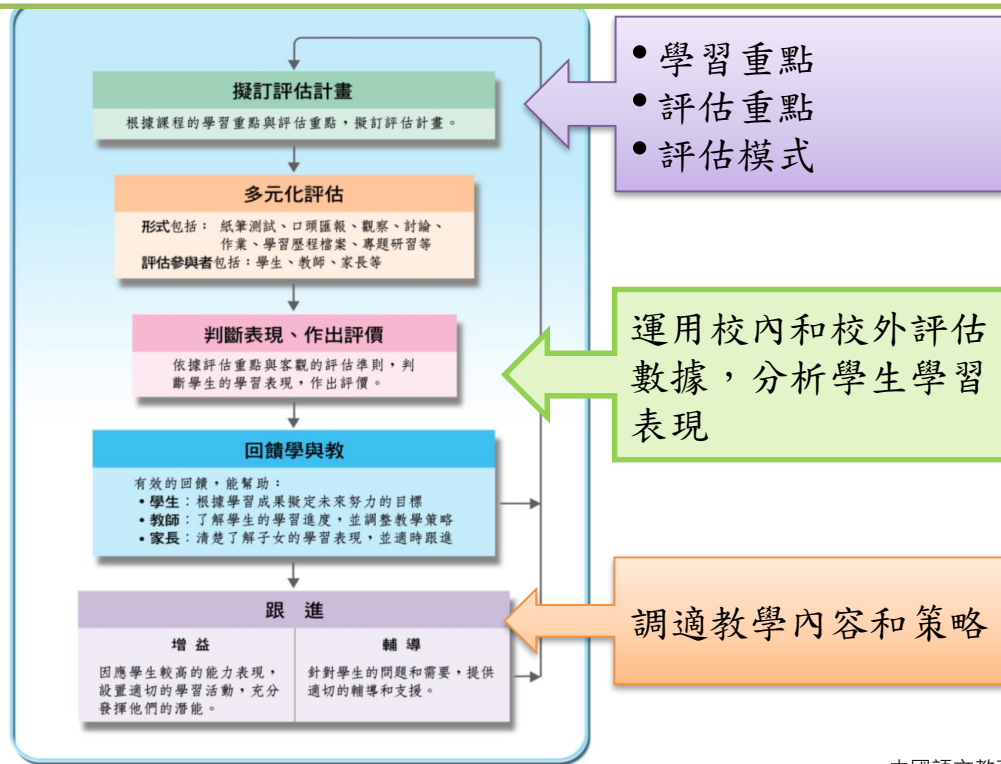 擬訂評估計畫
根據課程的學習重點與評估重點，擬訂評估計畫。
多元化評估
形式包括： 紙筆測試、口頭匯報、觀察、討論、
作業、學習歷程檔案、專題研習等
評估參與者包括：學生、教師、家長等
判斷表現、作出評價
依據評估重點與客觀的評估準則，判
斷學生的學習表現，作出評價。
回饋學與教
有效的回饋，能幫助：
• 學生：根據學習成果擬定未來努力的目標
• 教師：了解學生的學習進度，並調整教學策略
• 家長：清楚了解子女的學習表現，並適時跟進
跟 進
增 益
因應學生較高的能力表現，
設置適切的學習活動，充分
發揮他們的潛能。
輔 導
針對學生的問題和需要，提供
適切的輔導和支援。
• 學習重點
• 評估重點
• 評估模式
運用校內和校外評估
數據，分析學生學習
表現
調適教學內容和策略